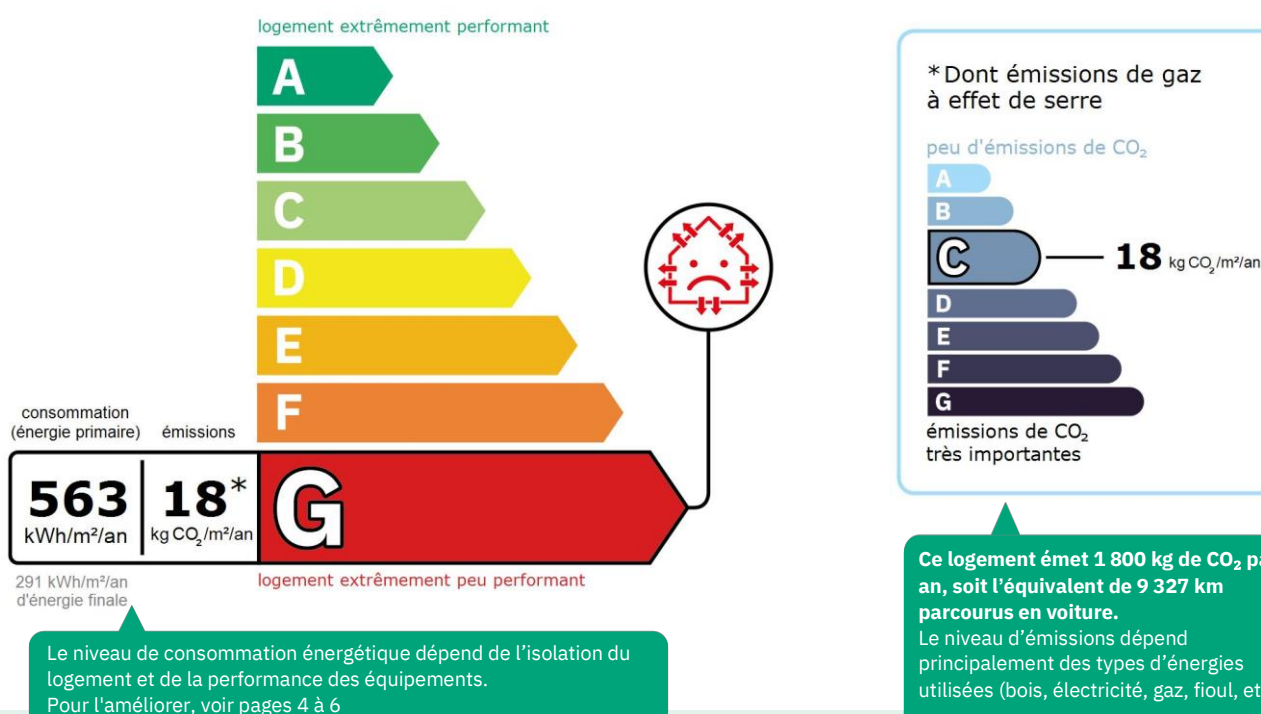 logement extrêmement performant
A
B
C
D
E
F
consommation
(énergie primaire)
émissions
563
kWh/m²/an
18*
kg CO₂/m²/an
G
291 kWh/m²/an
d'énergie finale
logement extrêmement peu performant
Le niveau de consommation énergétique dépend de l'isolation du
logement et de la performance des équipements.
Pour l'améliorer, voir pages 4 à 6
*Dont émissions de gaz
à effet de serre
peu d'émissions de CO₂
A
B
C
18 kg CO₂/m²/an
D
E
F
G
émissions de CO₂
très importantes
Ce logement émet 1 800 kg de CO₂ pa
an, soit l'équivalent de 9 327 km
parcourus en voiture.
Le niveau d'émissions dépend
principalement des types d'énergies
utilisées (bois, électricité, gaz, fioul, et